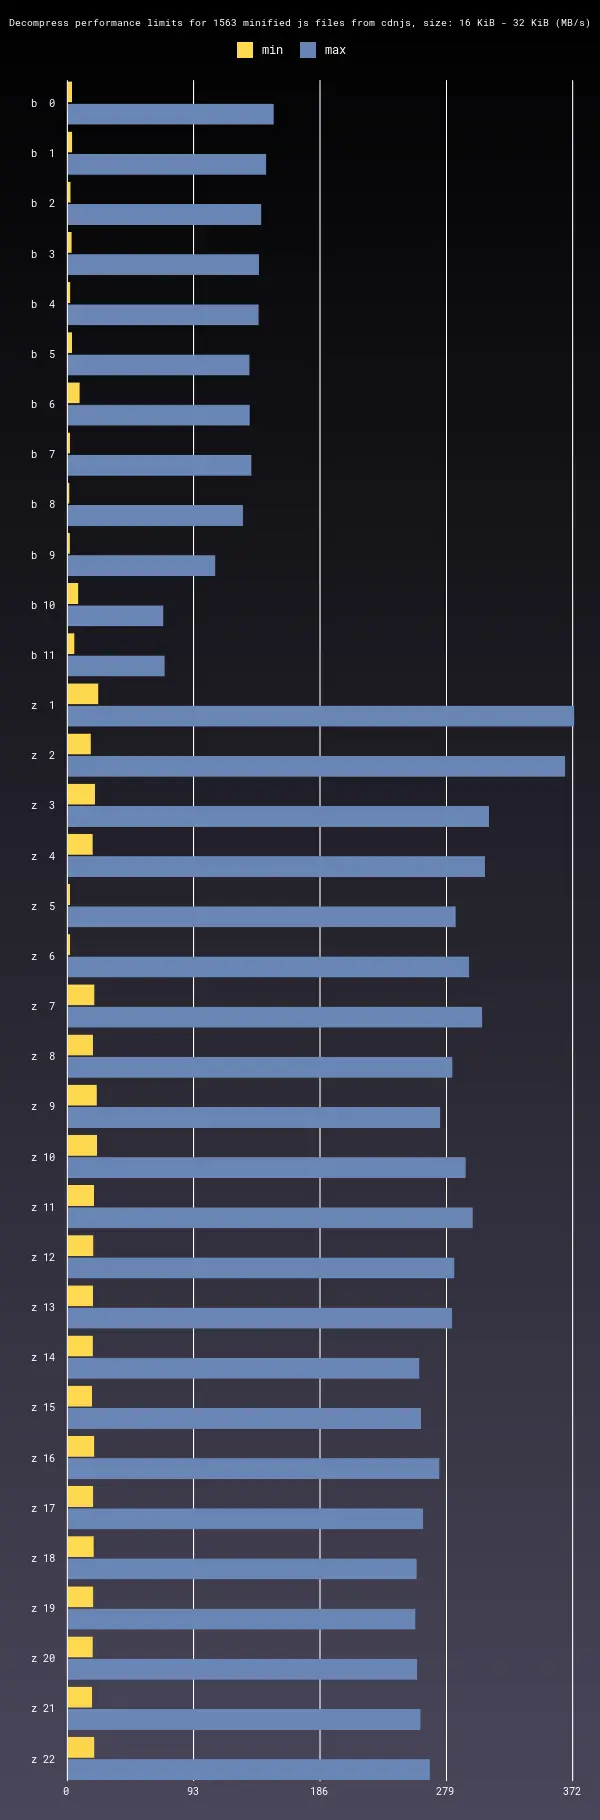 Decompress performance limits for 1563 minified js files from cdnjs, size: 16 KiB - 32 KiB (MB/s)
min max
b 0
b 1
b 2
b 3
b 4
b 5
b 6
b 7
b 8
b 9
b 10
b 11
z 1
z 2
z 3
z 4
z 5
z 6
z 7
z 8
z 9
z 10
z 11
z 12
z 13
z 14
z 15
z 16
z 17
z 18
z 19
z 20
z 21
z 22
0 93 186 279 372